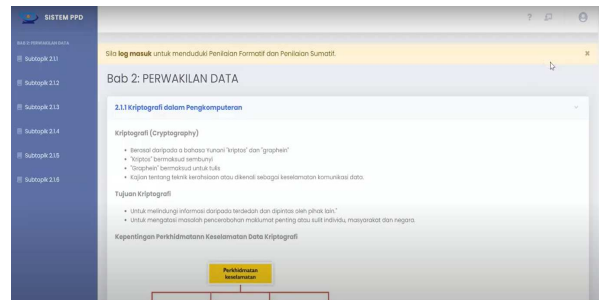 SISTEM PPD
BAB 2: PERWAKILAN DATA
Subtopik 2.1.1
Subtopik 2.1.2
Subtopik 2.1.3
Subtopik 2.1.4
Subtopik 2.1.5
Subtopik 2.1.6
Sila log masuk untuk menduduki Penilaian Formatif dan Penilaian Sumatif.
Bab 2: PERWAKILAN DATA
2.1.1 Kriptografi dalam Pengkomputeran
Kriptografi (Cryptography)
Berasal daripada a bahasa Yunani "kriptos" dan "graphein"
"Kriptos" bermaksud sembunyi
"Graphein" bermaksud untuk tulis
Kajian tentang teknik kerahsiaan atau dikenali sebagai keselamatan komunikasi data.
Tujuan Kriptografi
Untuk melindungi informasi daripada terdedah dan dipintas oleh pihak lain."
Untuk mengatasi masalah pencerobohan maklumat penting atau sulit individu, masyarakat dan negara.
Kepentingan Perkhidmatann Keselamatan Data Kriptografi
Perkhidmatan
keselamatan